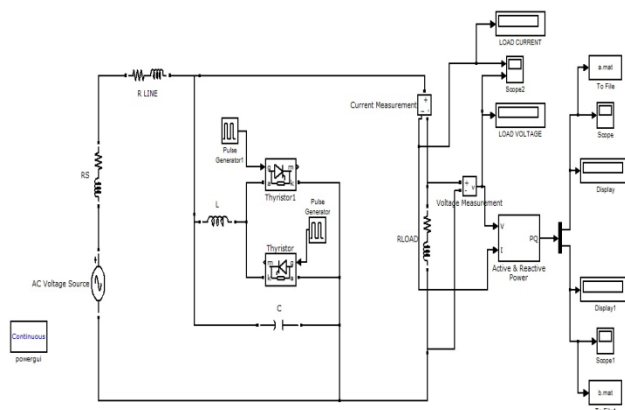 LOAD CURRENT
a.mat
To File
R LINE
Scope2
Current Measurement
Scope
Pulse
Generator1
LOAD VOLTAGE
g m
a k
Thyristor1
Pulse
Generator
Display
RS
L
v
Voltage Measurement
RLOAD
V
I
PQ
Thyristor
Active & Reactive
Power
AC Voltage Source
C
Display1
Continuous
powergui
Scope1
b.mat